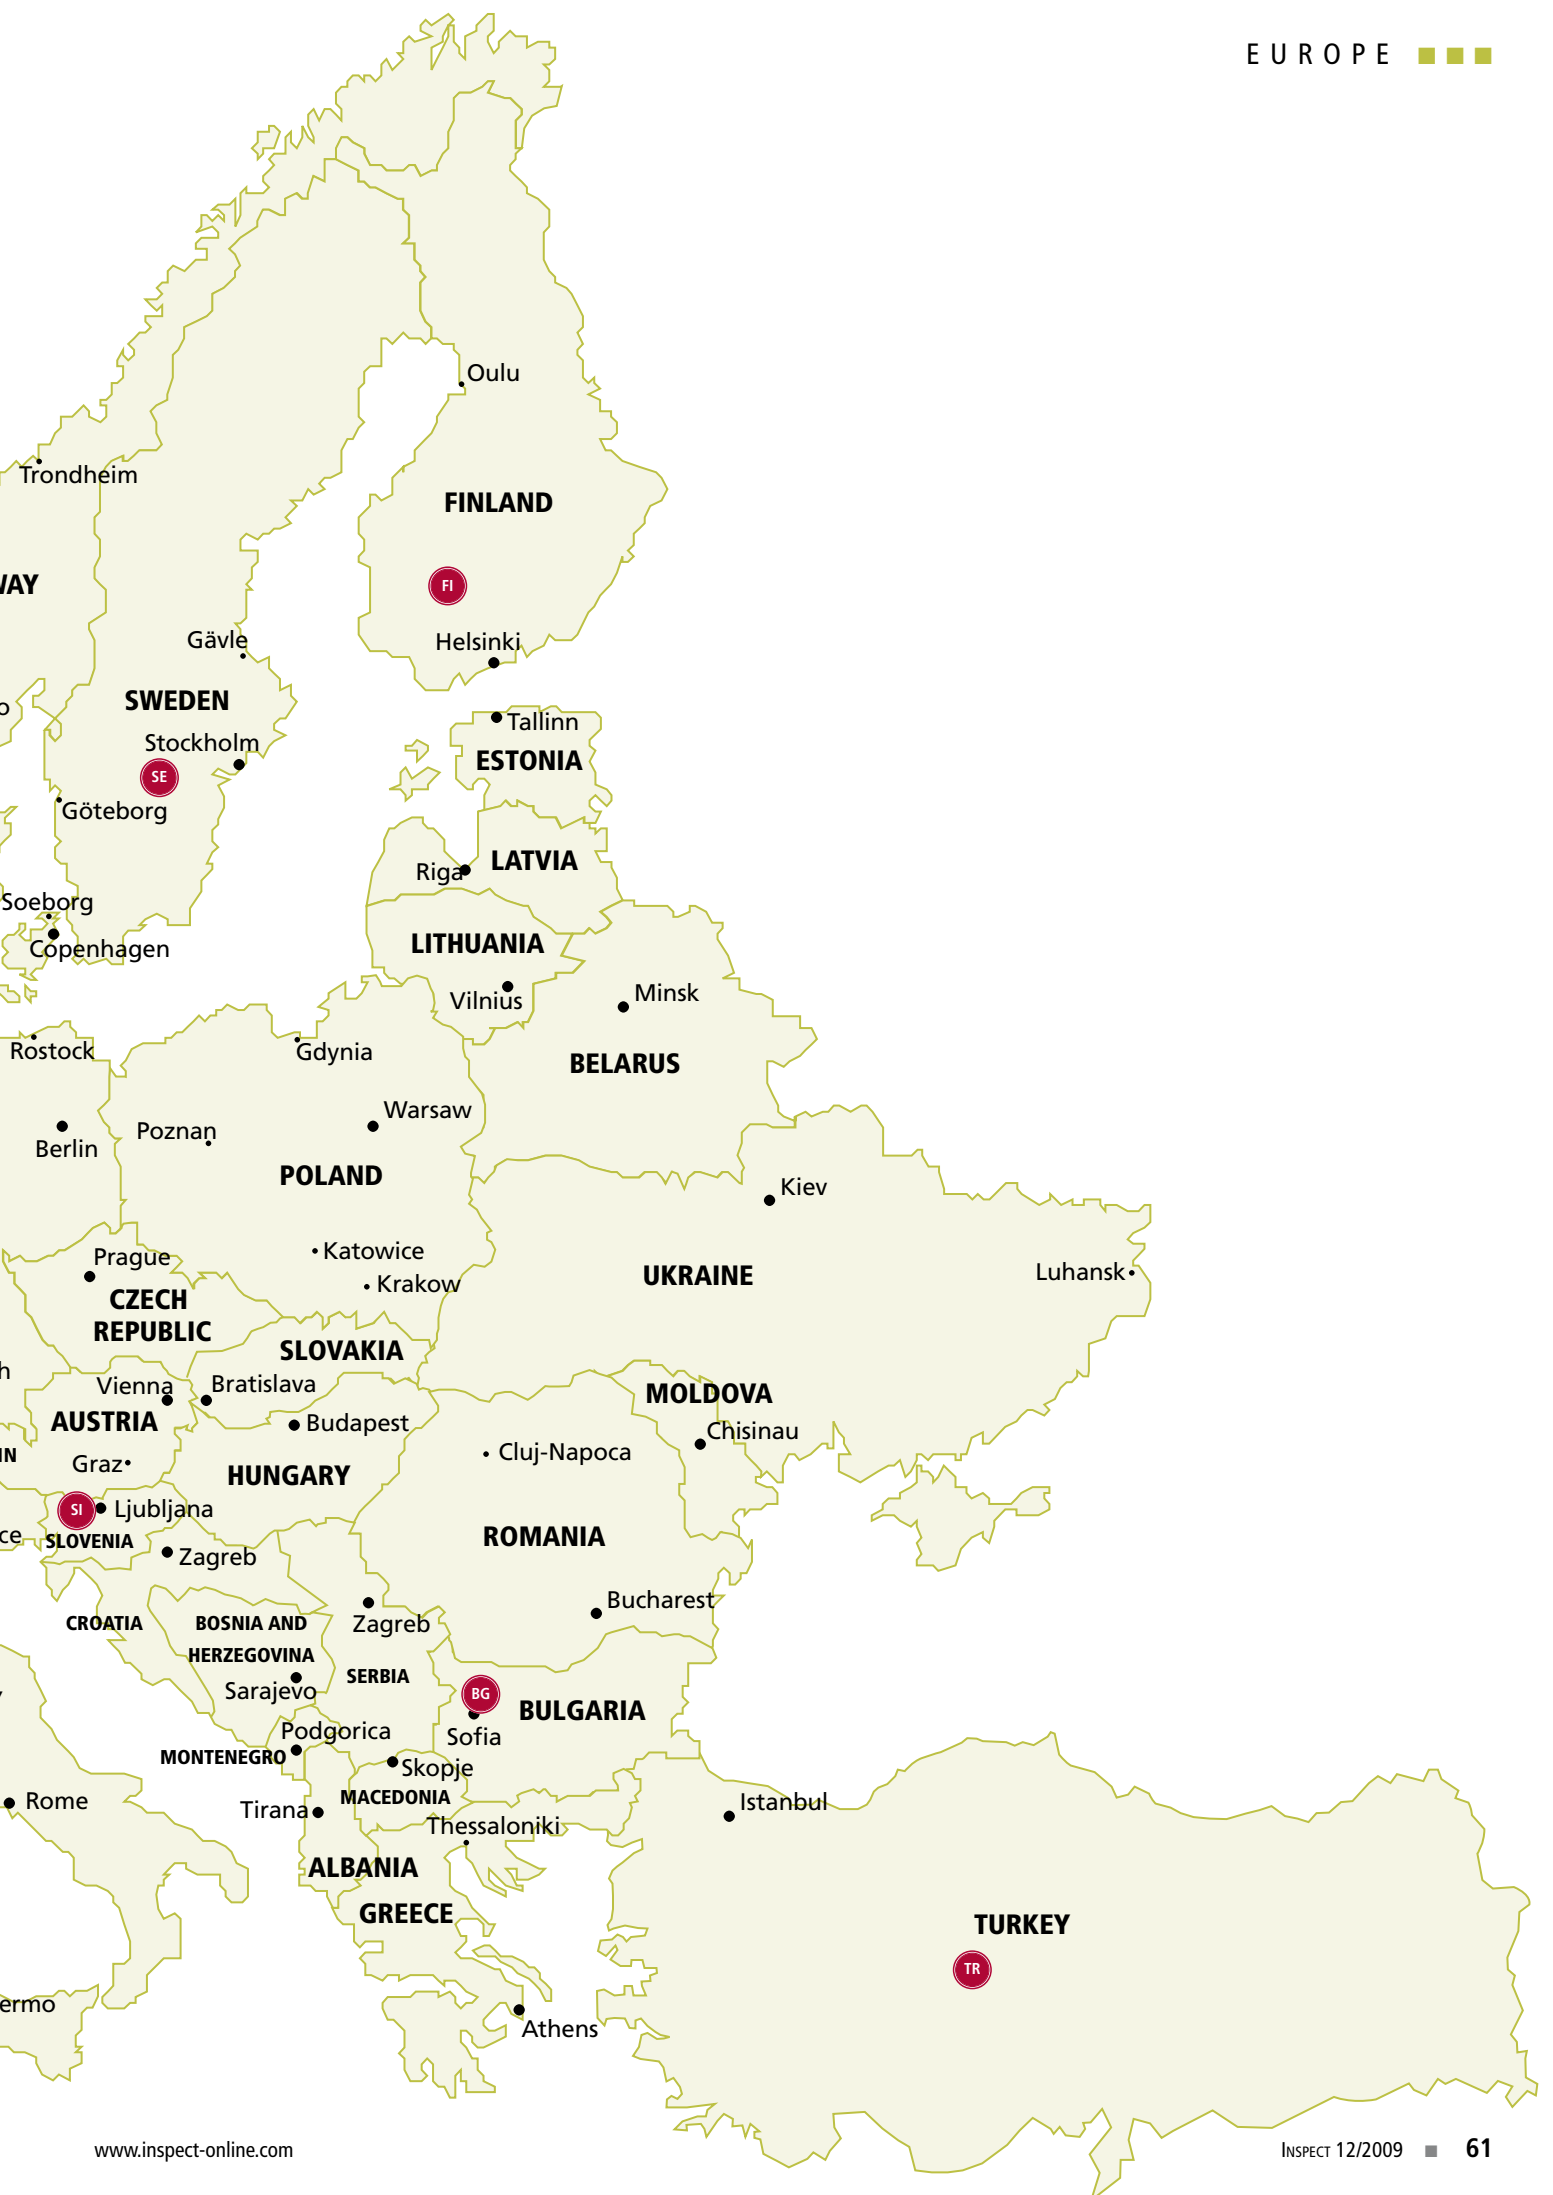 EUROPE
Oulu
Trondheim
FINLAND
WAY
FI
Gävle
Helsinki
SWEDEN
o
Tallinn
Stockholm
ESTONIA
SE
Göteborg
LATVIA
Riga
Soeborg
LITHUANIA
Copenhagen
Minsk
Vilnius
Rostock
Gdynia
BELARUS
Warsaw
Poznan
Berlin
POLAND
Kiev
Katowice
Prague
Luhansk
UKRAINE
Krakow
CZECH
REPUBLIC
SLOVAKIA
h
Vienna
Bratislava
MOLDOVA
AUSTRIA
Budapest
Chisinau
IN
Cluj-Napoca
Graz
HUNGARY
SI
Ljubljana
ce
SLOVENIA
ROMANIA
Zagreb
Bucharest
CROATIA
BOSNIA AND
HERZEGOVINA
Zagreb
SERBIA
Sarajevo
BG
BULGARIA
Podgorica
Sofia
MONTENEGRO
Skopje
MACEDONIA
Rome
Tirana
Istanbul
Thessaloniki
ALBANIA
GREECE
TURKEY
TR
ermo
Athens
www.inspect-online.com
INSPECT 12/2009 61